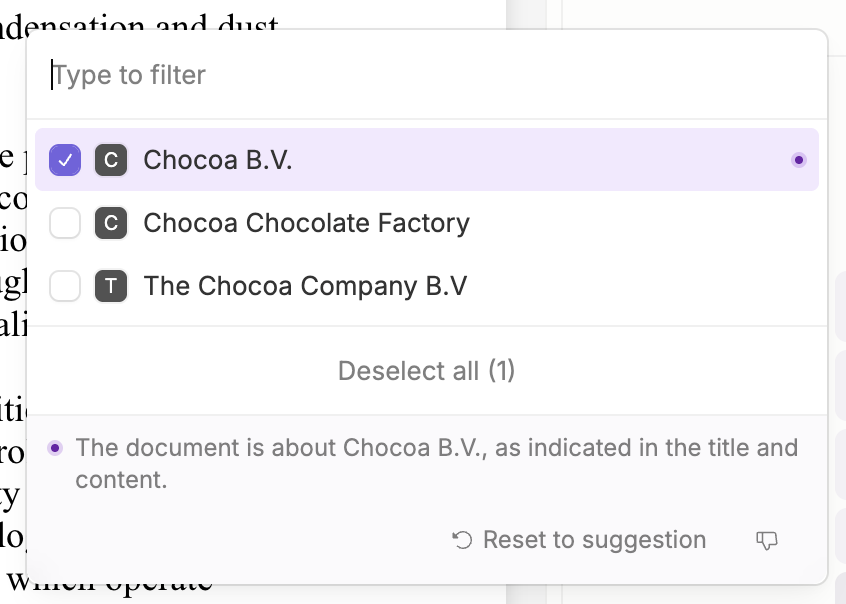 ndensation and dust
Type to filter
C Chocoa B.V.
C Chocoa Chocolate Factory
T The Chocoa Company B.V
Deselect all (1)
The document is about Chocoa B.V., as indicated in the title and
content.
Reset to suggestion
which operate